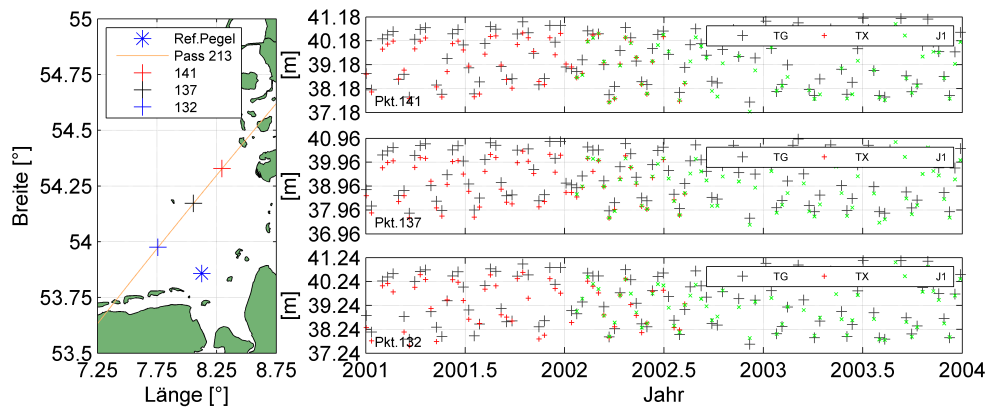 55
54.75
54.5
54.25
54
53.75
53.5
Breite [°]
7.25 7.75 8.25 8.75
Länge [°]
Ref.Pegel
Pass 213
141
137
132
41.18
40.18
39.18
38.18
37.18
[m]
TG TX J1
Pkt.141
40.96
39.96
38.96
37.96
36.96
[m]
TG TX J1
Pkt.137
41.24
40.24
39.24
38.24
37.24
[m]
TG TX J1
Pkt.132
2001 2001.5 2002 2002.5 2003 2003.5 2004
Jahr